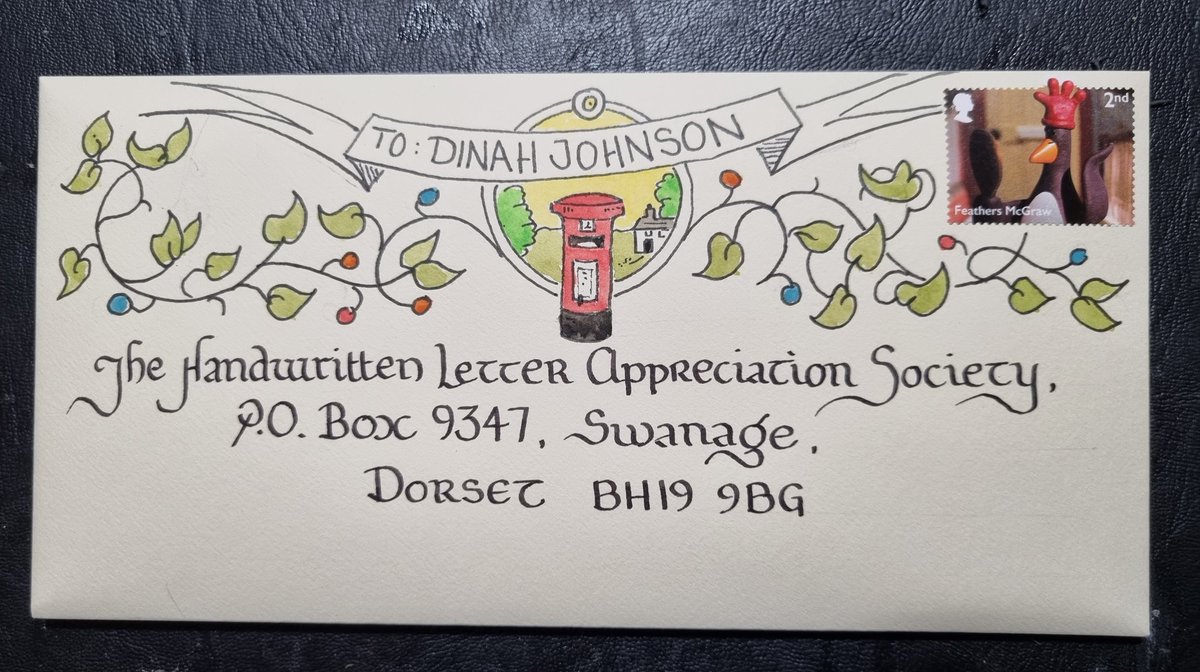 TO: DINAH JOHNSON
2nd
Feathers McGraw
The Handwritten Letter Appreciation Society,
P.O. Box 9347, Swanage,
Dorset BH19 9BG